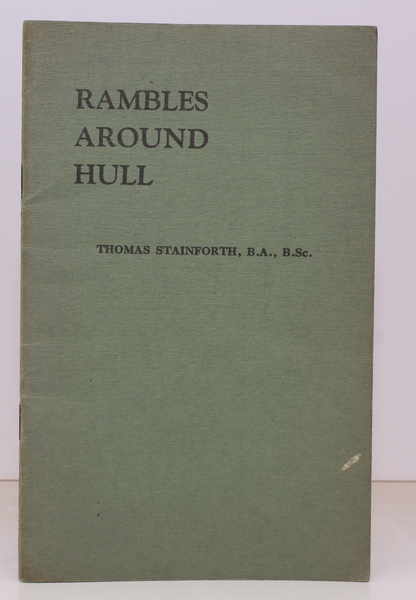 RAMBLES
AROUND
HULL
THOMAS STAINFORTH, B.A., B.Sc.